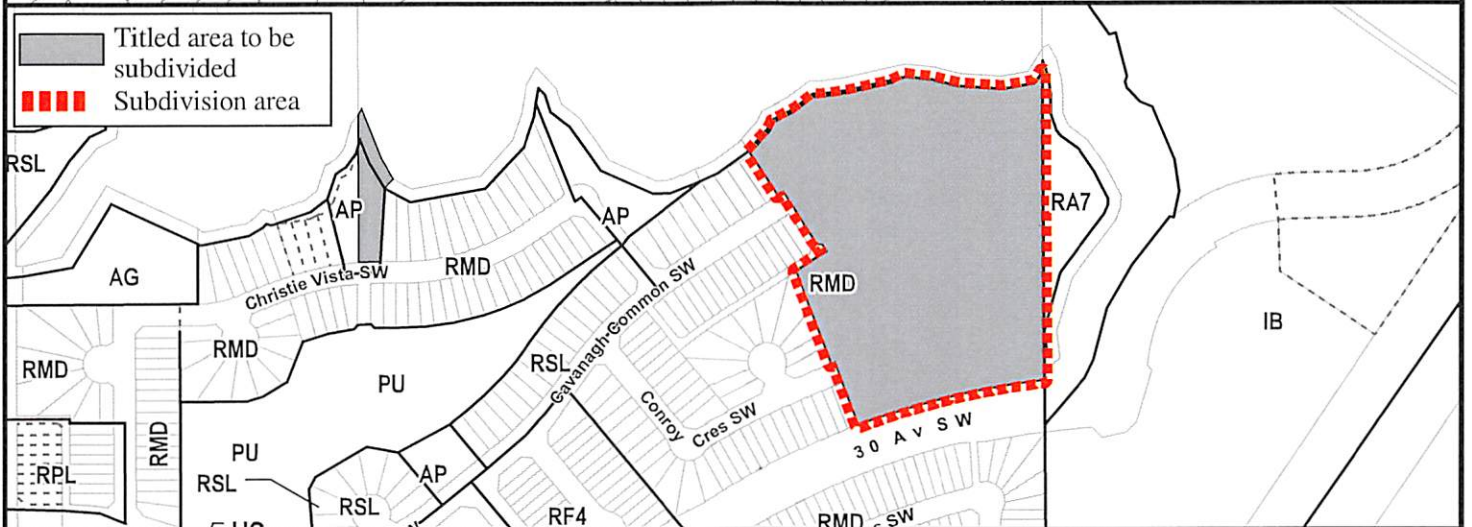 Titled area to be
subdivided
Subdivision area
RSL
AP
AP
RA7
AG
Christie Vista SW
RMD
RMD
Cavanagh Common SW
IB
RMD
RMD
RSL
PU
Conroy
Cres SW
30 Av SW
RMD
PU
RPL
RSL
AP
RSL
RF4
RMD
SW